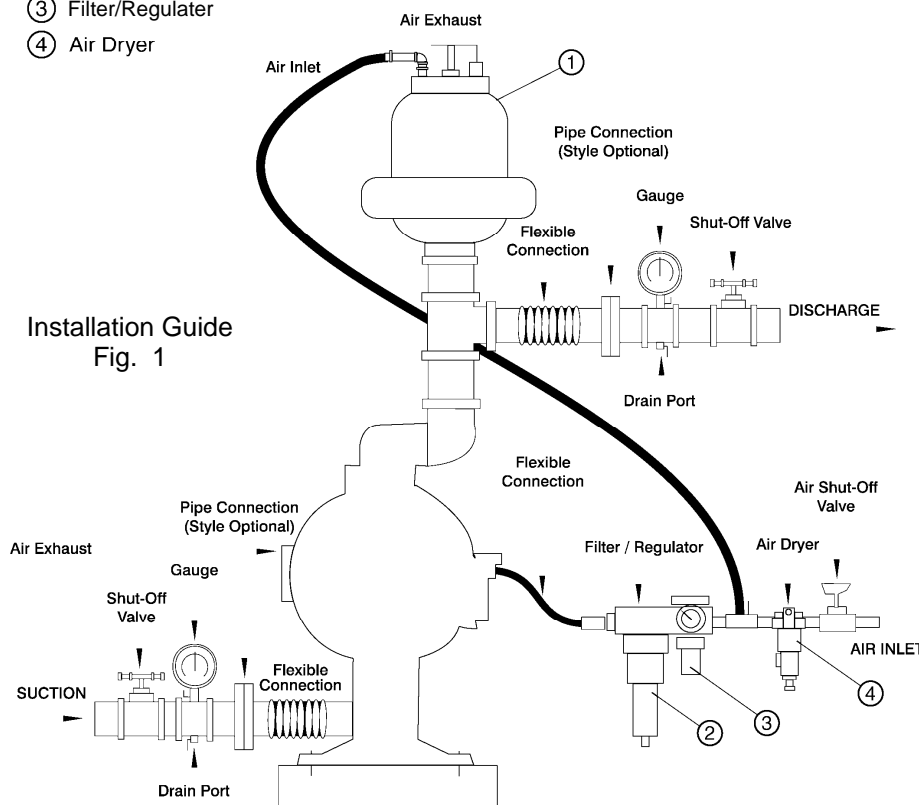 ③ Filter/Regulater
④ Air Dryer
Air Exhaust
Air Inlet
①
Pipe Connection
(Style Optional)
Gauge
Shut-Off Valve
Flexible
Connection
DISCHARGE
Installation Guide
Fig. 1
Drain Port
Flexible
Connection
Air Shut-Off
Valve
Pipe Connection
(Style Optional)
Filter / Regulator
Air Dryer
Air Exhaust
Gauge
Shut-Off
Valve
AIR INLET
Flexible
Connection
SUCTION
④
③
②
Drain Port